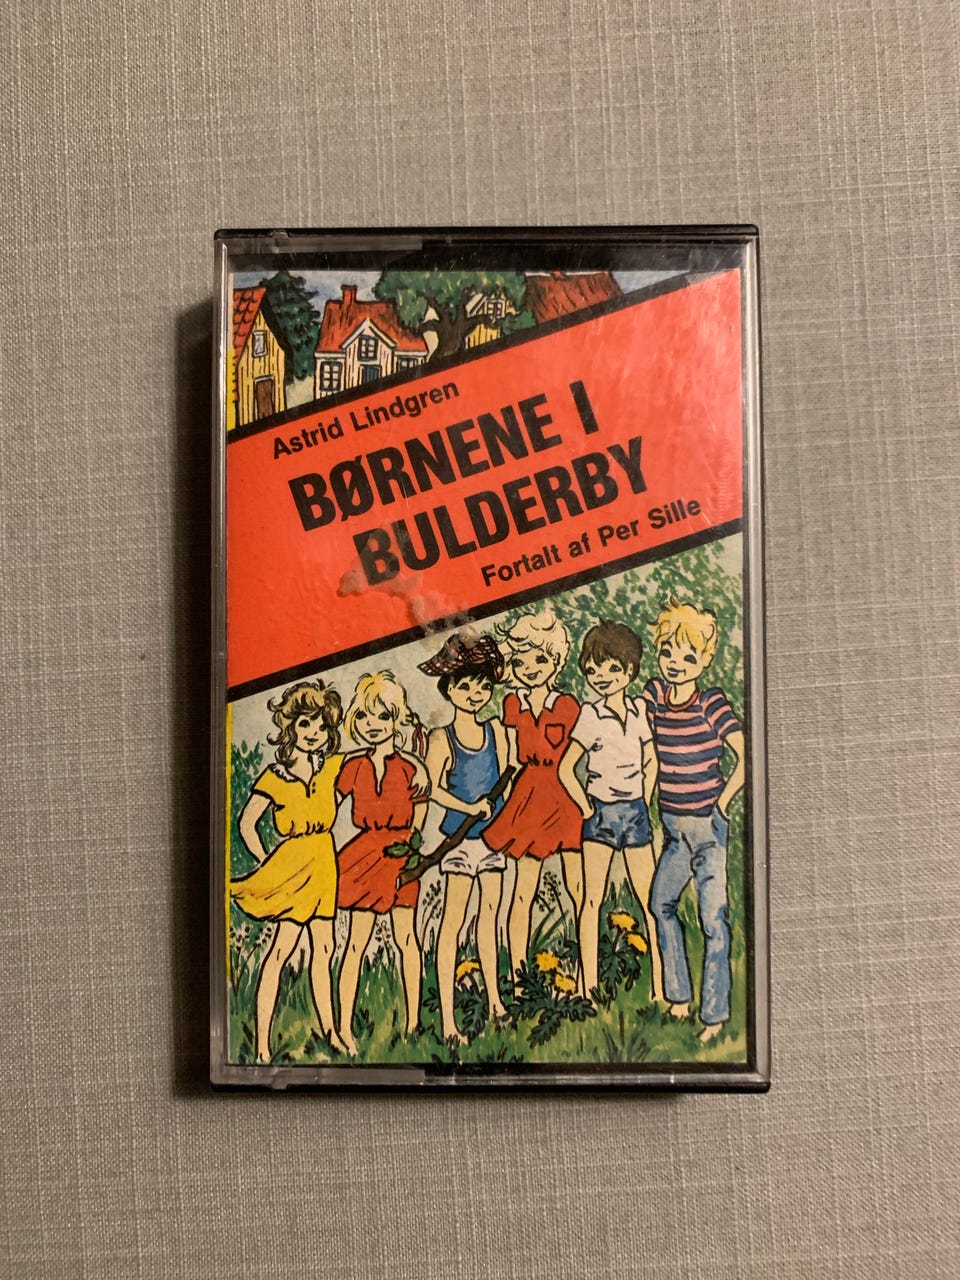 Astrid Lindgren
BØRNENE I
BULDERBY
Fortalt af Per Sille